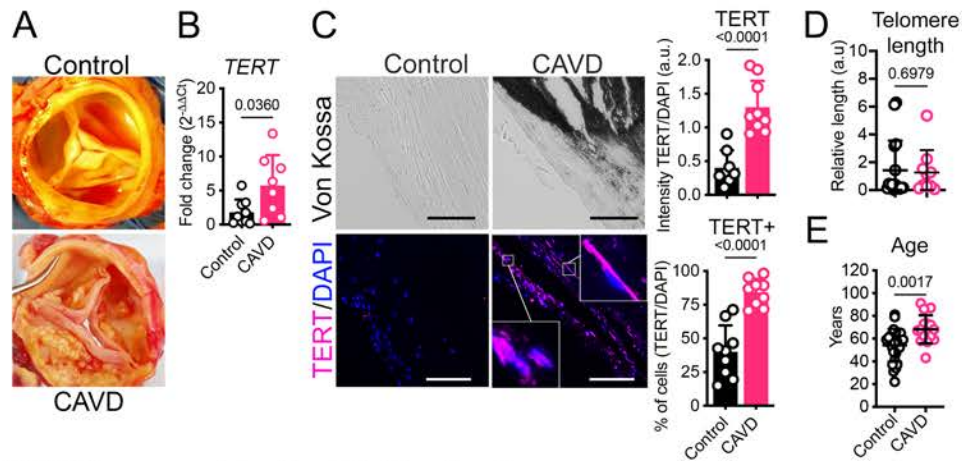 A
Control
CAVD
B
TERT
0.0360
Fold change (2^-ΔΔCt)
20
15
10
5
0
Control
CAVD
C
Control
CAVD
Von Kossa
TERT/DAPI
TERT
<0.0001
Intensity TERT/DAPI (a.u.)
2.0
1.5
1.0
0.5
0.0
TERT+
<0.0001
% of cells (TERT/DAPI)
100
75
50
25
0
Control
CAVD
D
Telomere
length
0.6979
Relative length (a.u)
10
8
6
4
2
0
E
Age
0.0017
Years
120
100
80
60
40
20
0
Control
CAVD